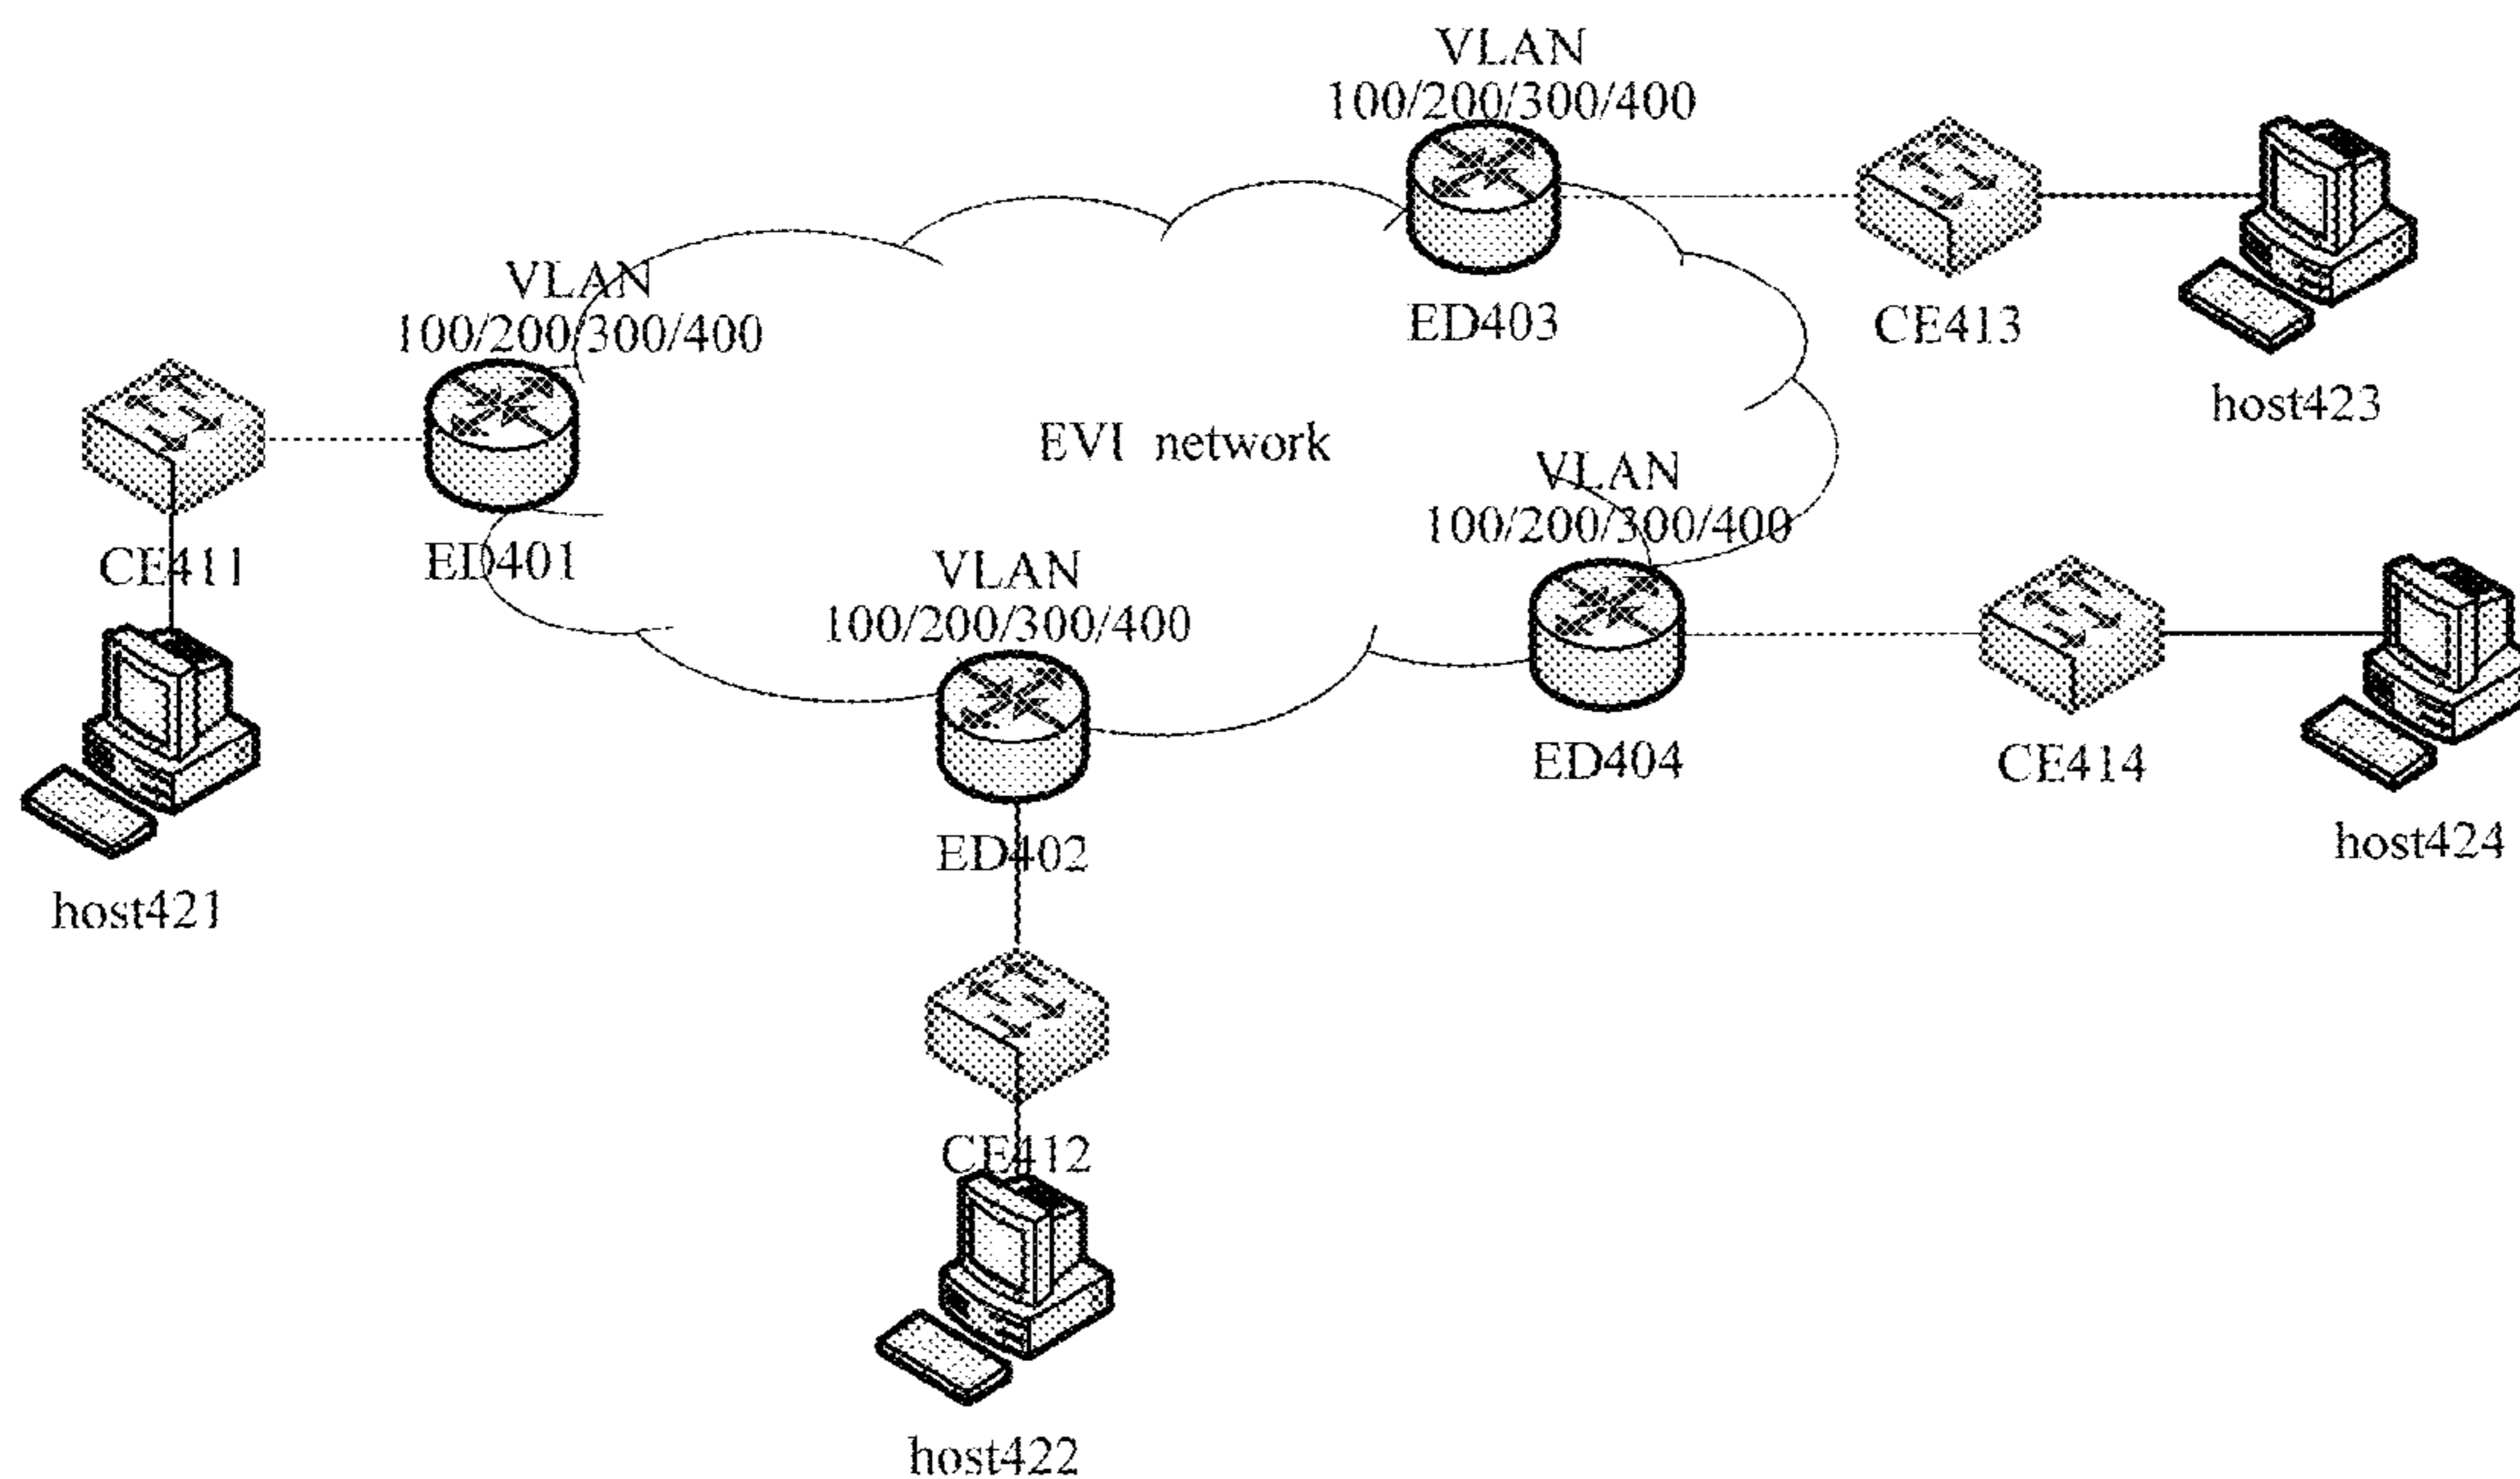 VLAN
100/200/300/400
ED403
CE413
host423
VLAN
100/200/300/400
ED401
CE411
host421
EVI network
VLAN
100/200/300/400
ED404
CE414
host424
VLAN
100/200/300/400
ED402
CE412
host422